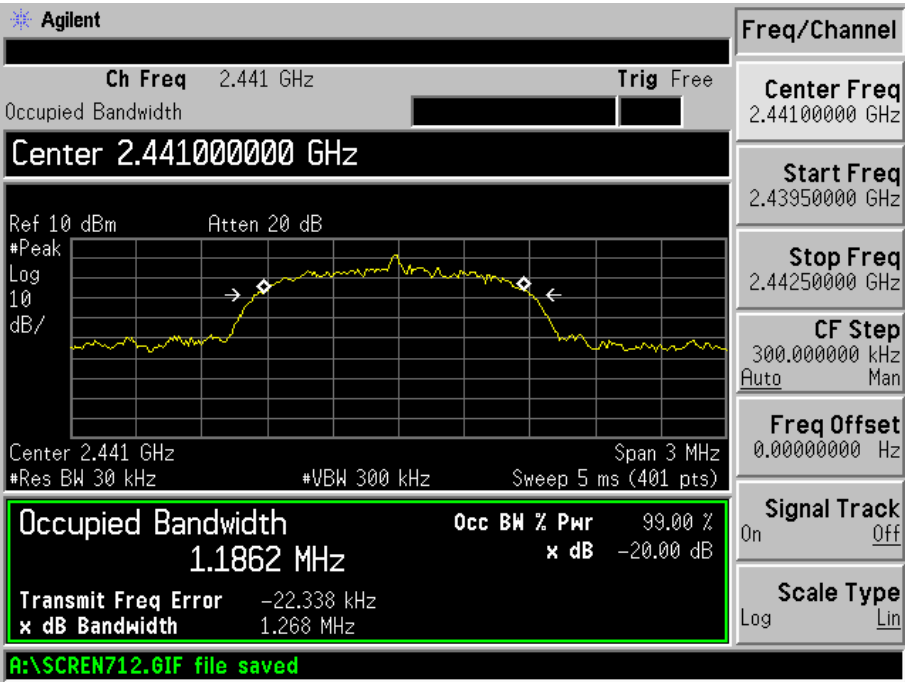 Agilent
Freq/Channel
Ch Freq 2.441 GHz Trig Free
Occupied Bandwidth
Center 2.441000000 GHz
Ref 10 dBm Atten 20 dB
#Peak
Log
10
dB/
Center 2.441 GHz Span 3 MHz
#Res BW 30 kHz #VBW 300 kHz Sweep 5 ms (401 pts)
Occupied Bandwidth
1.1862 MHz
Occ BW % Pwr 99.00 %
x dB -20.00 dB
Transmit Freq Error -22.338 kHz
x dB Bandwidth 1.268 MHz
A:\SCREN712.GIF file saved
Center Freq
2.44100000 GHz
Start Freq
2.43950000 GHz
Stop Freq
2.44250000 GHz
CF Step
300.000000 kHz
Auto Man
Freq Offset
0.00000000 Hz
Signal Track
On Off
Scale Type
Log Lin